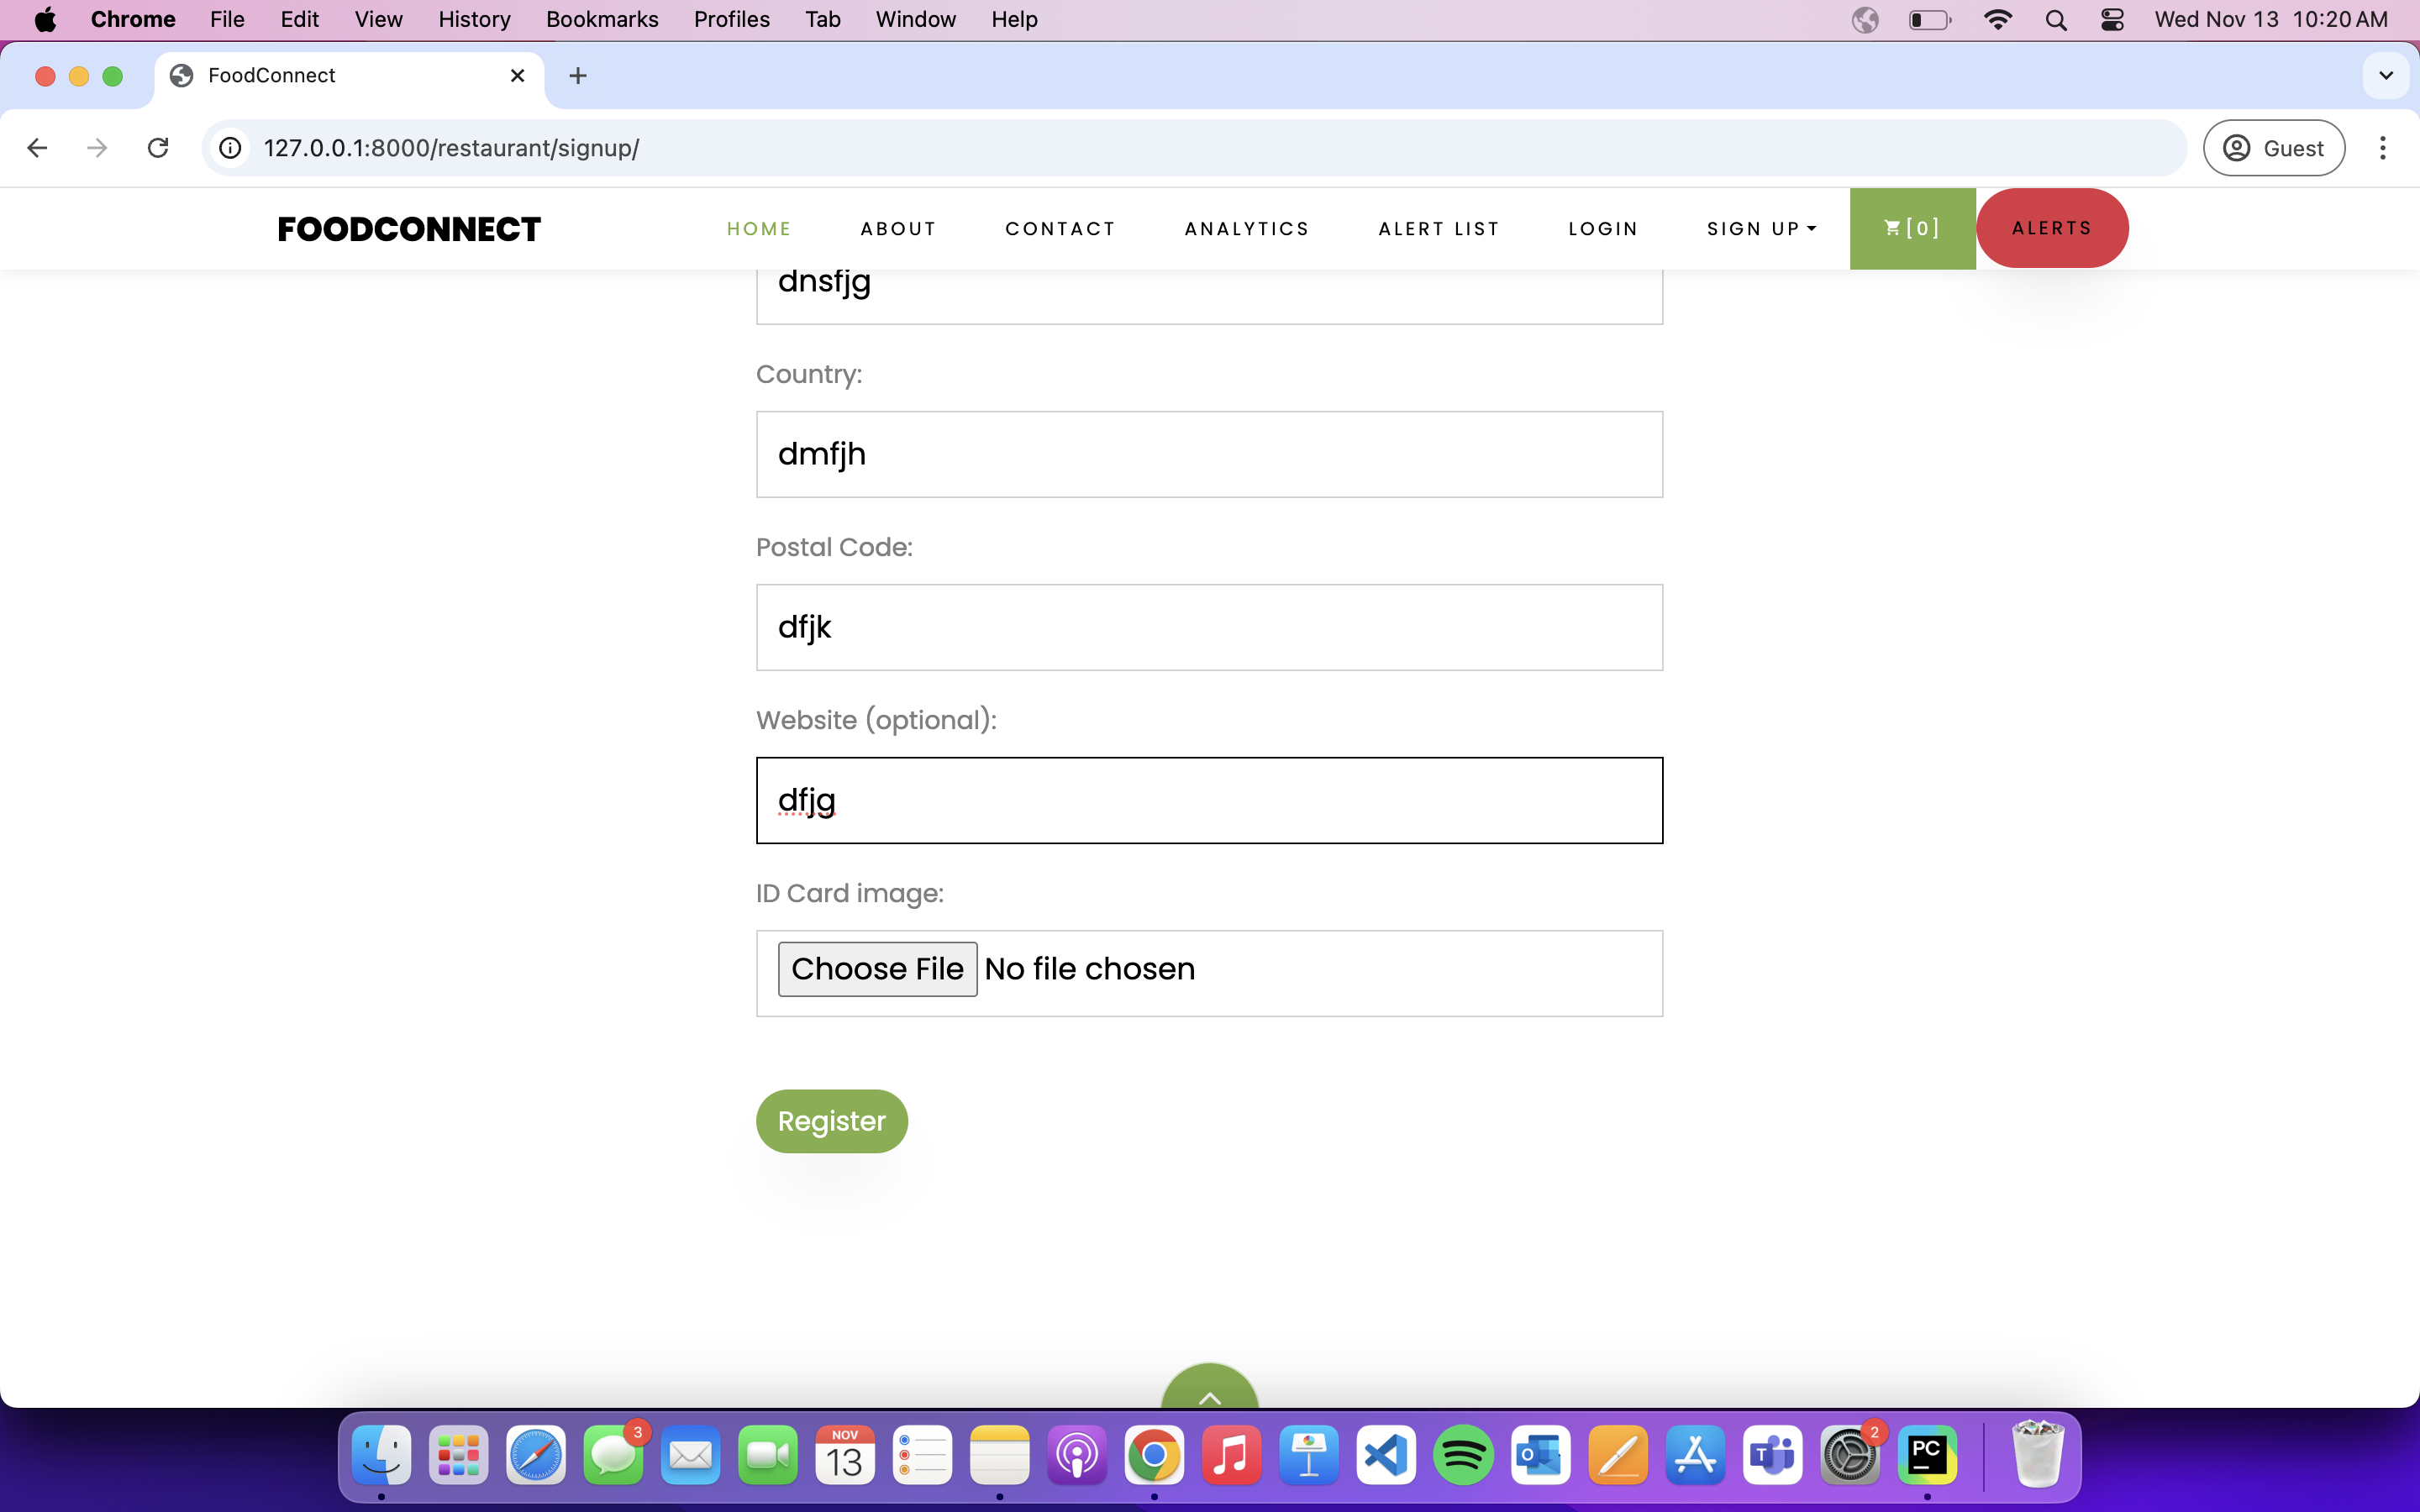 Chrome File Edit View History Bookmarks Profiles Tab Window Help Wed Nov 13 10:20 AM
FoodConnect
127.0.0.1:8000/restaurant/signup/ Guest
FOODCONNECT HOME ABOUT CONTACT ANALYTICS ALERT LIST LOGIN SIGN UP [0] ALERTS
dnsfjg
Country:
dmfjh
Postal Code:
dfjk
Website (optional):
dfjg
ID Card image:
Choose File No file chosen
Register
3 NOV 13 2 PC